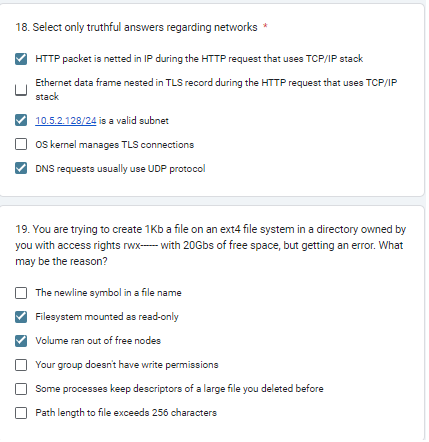 18. Select only truthful answers regarding networks *
HTTP packet is netted in IP during the HTTP request that uses TCP/IP stack
Ethernet data frame nested in TLS record during the HTTP request that uses TCP/IP
stack
10.5.2.128/24 is a valid subnet
OS kernel manages TLS connections
DNS requests usually use UDP protocol
19. You are trying to create 1Kb a file on an ext4 file system in a directory owned by
you with access rights rwx------ with 20Gbs of free space, but getting an error. What
may be the reason?
The newline symbol in a file name
Filesystem mounted as read-only
Volume ran out of free nodes
Your group doesn't have write permissions
Some processes keep descriptors of a large file you deleted before
Path length to file exceeds 256 characters